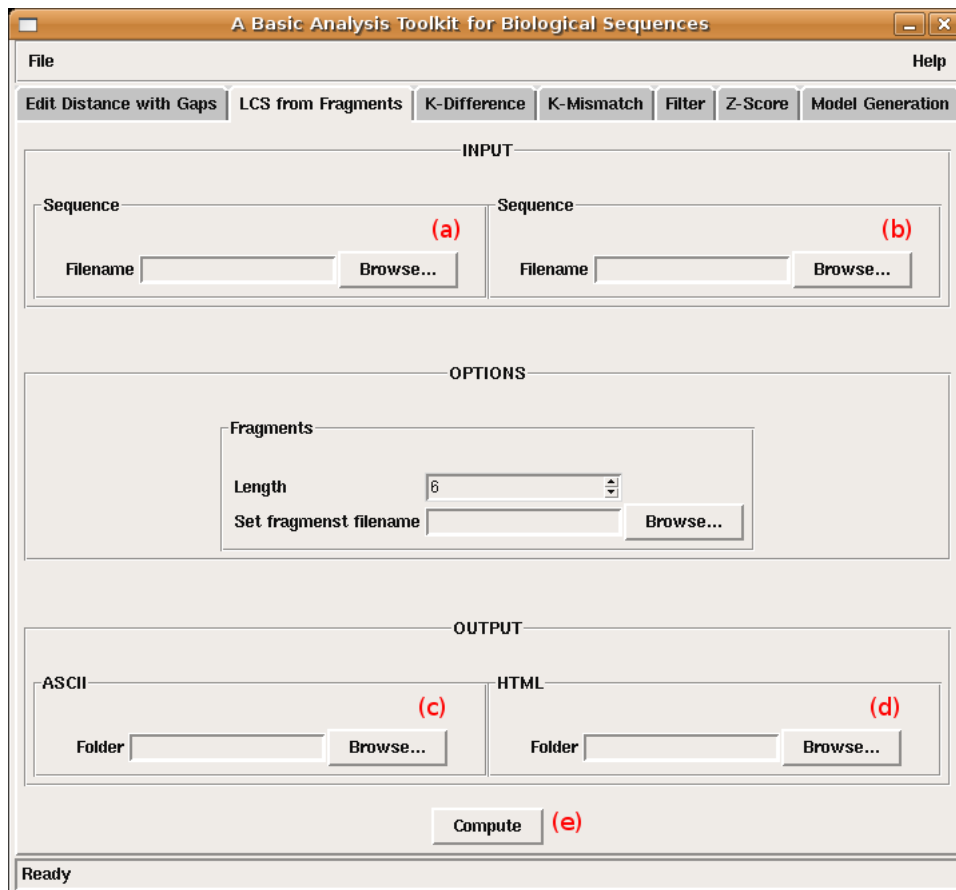 A Basic Analysis Toolkit for Biological Sequences
File Help
Edit Distance with Gaps LCS from Fragments K-Difference K-Mismatch Filter Z-Score Model Generation
INPUT
Sequence Sequence
(a) (b)
Filename Browse... Filename Browse...
OPTIONS
Fragments
Length 6
Set fragmenst filename Browse...
OUTPUT
ASCII HTML
(c) (d)
Folder Browse... Folder Browse...
Compute (e)
Ready